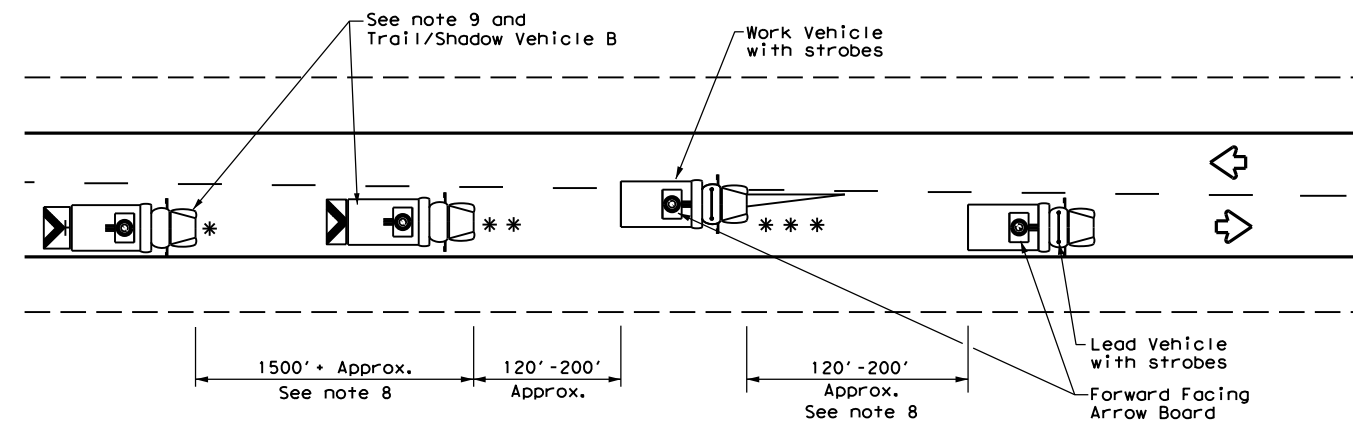 See note 9 and
Trail/Shadow Vehicle B
Work Vehicle
with strobes
*
* *
* * *
1500'+ Approx.
See note 8
120'-200'
Approx.
120'-200'
Approx.
See note 8
Lead Vehicle
with strobes
Forward Facing
Arrow Board